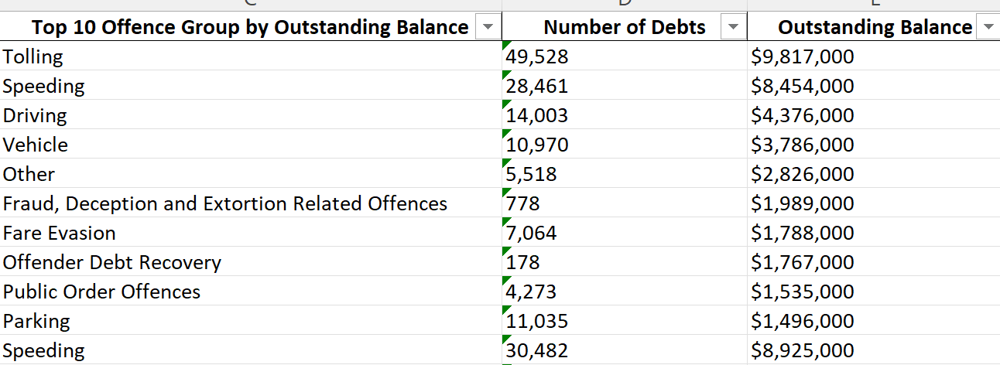 Top 10 Offence Group by Outstanding Balance Number of Debts Outstanding Balance
Tolling 49,528 $9,817,000
Speeding 28,461 $8,454,000
Driving 14,003 $4,376,000
Vehicle 10,970 $3,786,000
Other 5,518 $2,826,000
Fraud, Deception and Extortion Related Offences 778 $1,989,000
Fare Evasion 7,064 $1,788,000
Offender Debt Recovery 178 $1,767,000
Public Order Offences 4,273 $1,535,000
Parking 11,035 $1,496,000
Speeding 30,482 $8,925,000